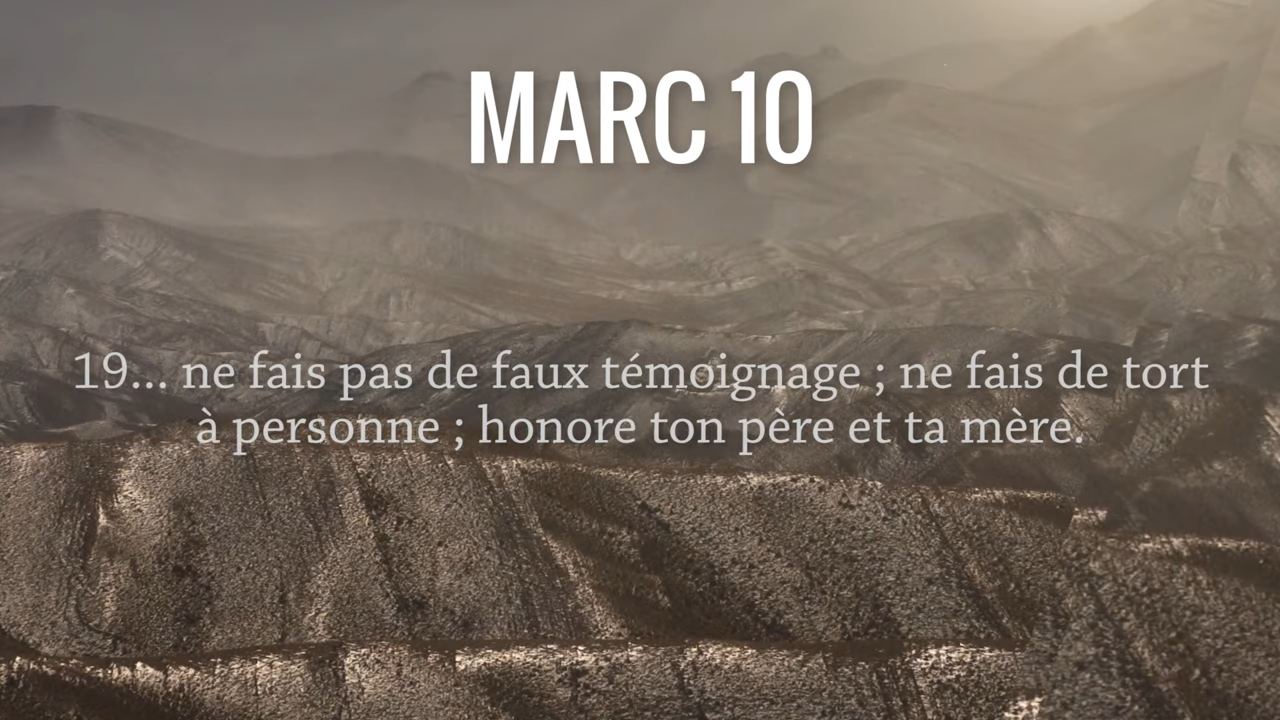 MARC 10
19... ne fais pas de faux témoignage ; ne fais de tort
à personne ; honore ton père et ta mère.